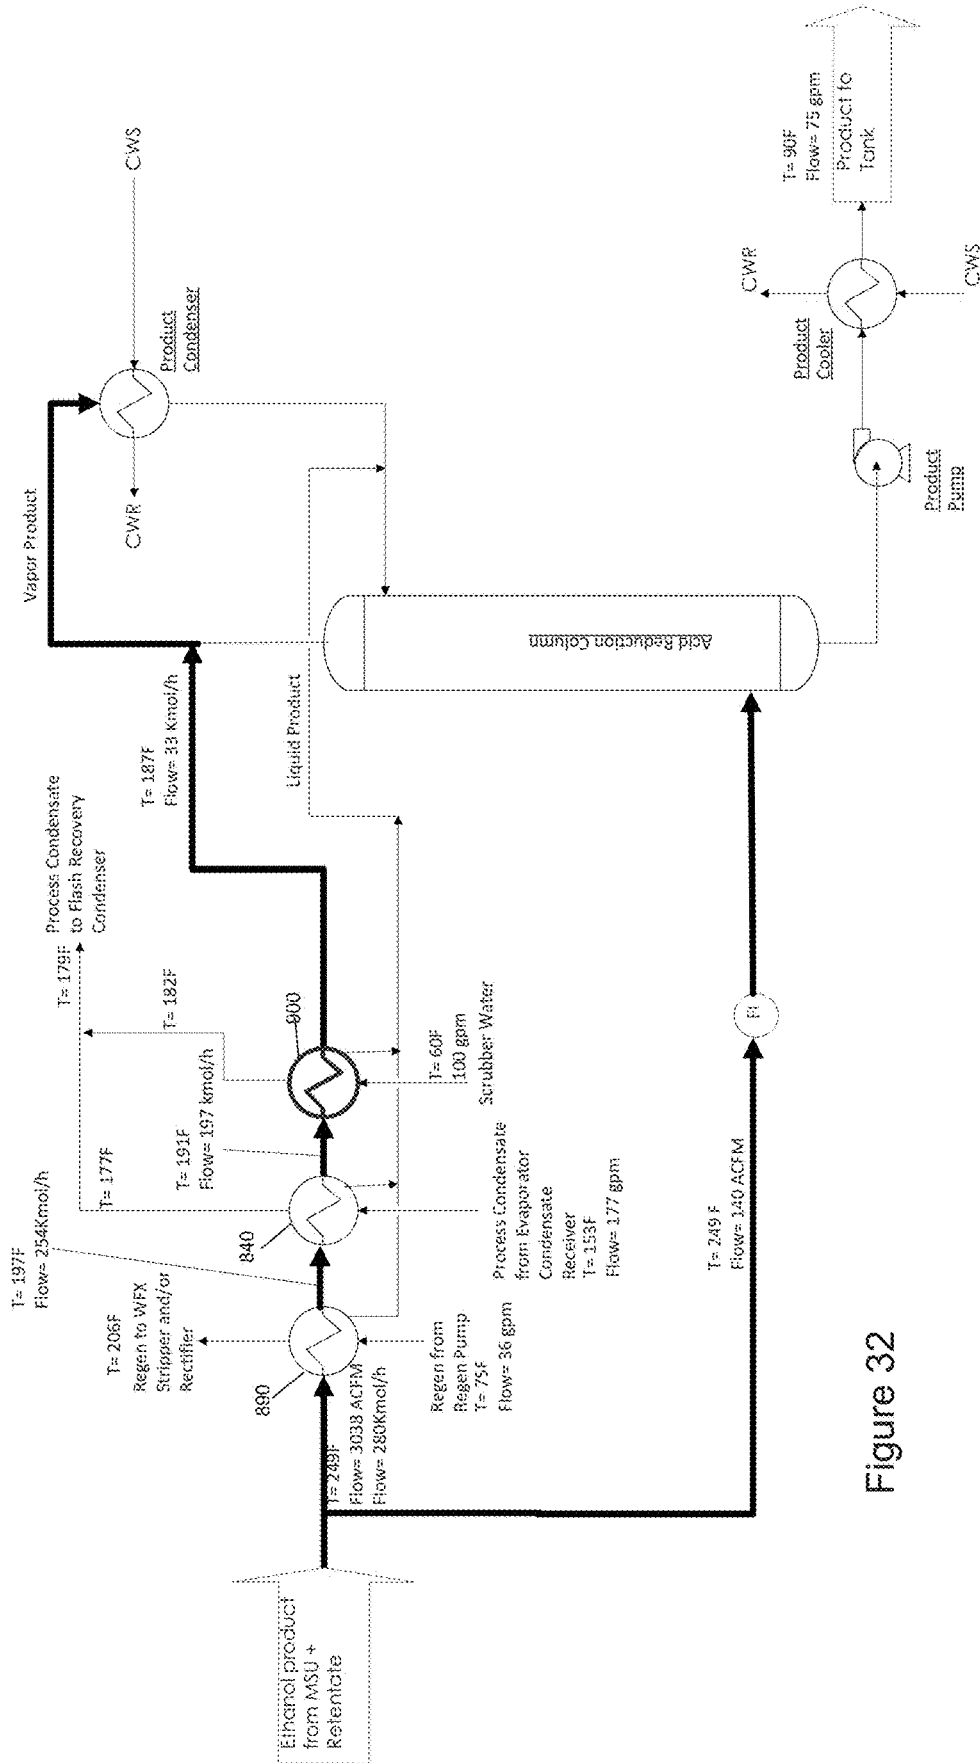 Ethanol product
from MSU +
Retentate
T= 249F
Flow= 3038 ACFM
Flow= 280Kmol/h
890
T= 206F
Regen to WFX
Stripper and/or
Rectifier
Regen from
Regen Pump
T= 75F
Flow= 36 gpm
T= 197F
Flow= 254Kmol/h
840
T= 177F
Process Condensate
from Evaporator
Condensate
Receiver
T= 153F
Flow= 177 gpm
T= 191F
Flow= 197 kmol/h
900
T= 182F
T= 60F
100 gpm
Scrubber Water
T= 179F
Process Condensate
to Flash Recovery
Condenser
T= 187F
Flow= 33 Kmol/h
Vapor Product
Liquid Product
CWR
Product
Condenser
CWS
Acid Reduction Column
T= 249 F
Flow= 140 ACFM
FI
Product
Pump
Product
Cooler
CWR
CWS
T= 90F
Flow= 75 gpm
Product to
Tank
Figure 32